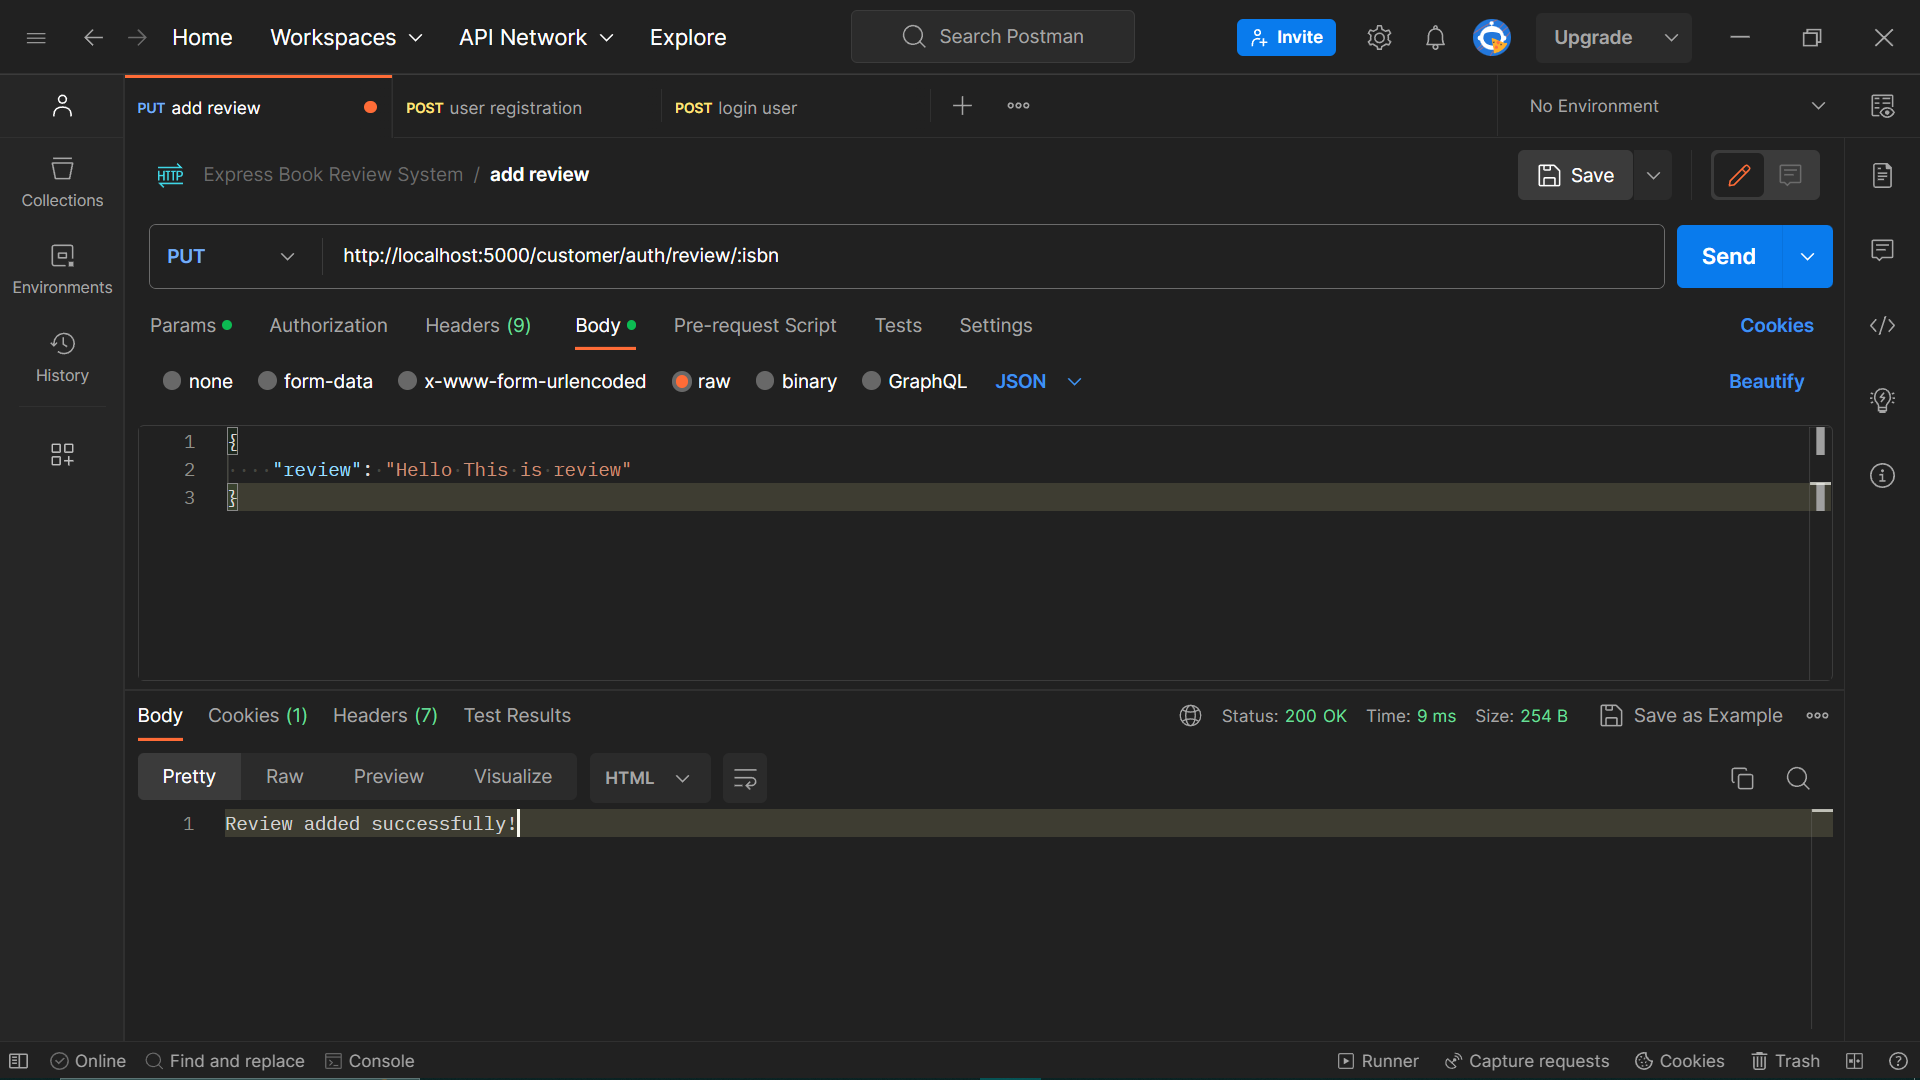 Home Workspaces API Network Explore Search Postman Invite Upgrade
PUT add review POST user registration POST login user No Environment
HTTP Express Book Review System / add review Save
Collections
PUT http://localhost:5000/customer/auth/review/:isbn Send
Environments
Params Authorization Headers (9) Body Pre-request Script Tests Settings Cookies
History
none form-data x-www-form-urlencoded raw binary GraphQL JSON Beautify
1 {
2 "review": "Hello This is review"
3 }
Body Cookies (1) Headers (7) Test Results Status: 200 OK Time: 9 ms Size: 254 B Save as Example
Pretty Raw Preview Visualize HTML
1 Review added successfully!
Online Find and replace Console Runner Capture requests Cookies Trash